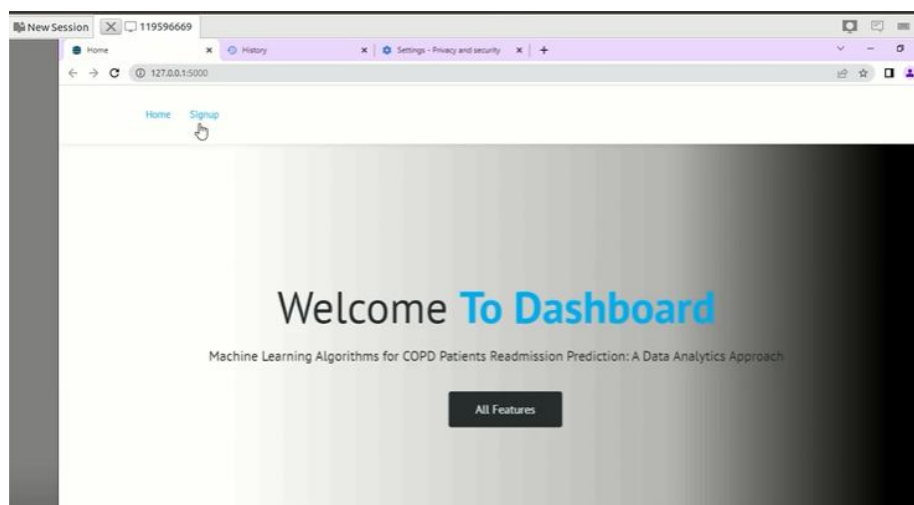 New Session 119596669
Home History Settings - Privacy and security
127.0.0.1:5000
Home Signup
Welcome To Dashboard
Machine Learning Algorithms for COPD Patients Readmission Prediction: A Data Analytics Approach
All Features